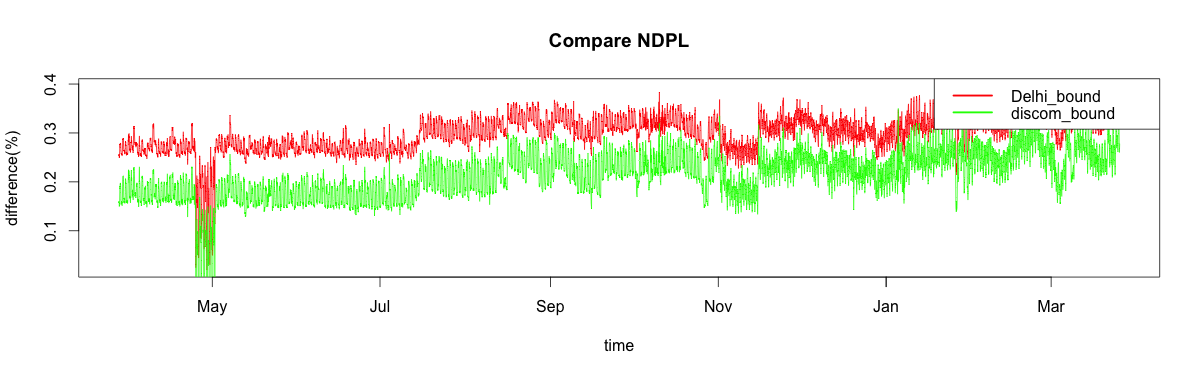 Compare NDPL
difference(%)
0.4
0.3
0.2
0.1
Delhi_bound
discom_bound
May
Jul
Sep
Nov
Jan
Mar
time